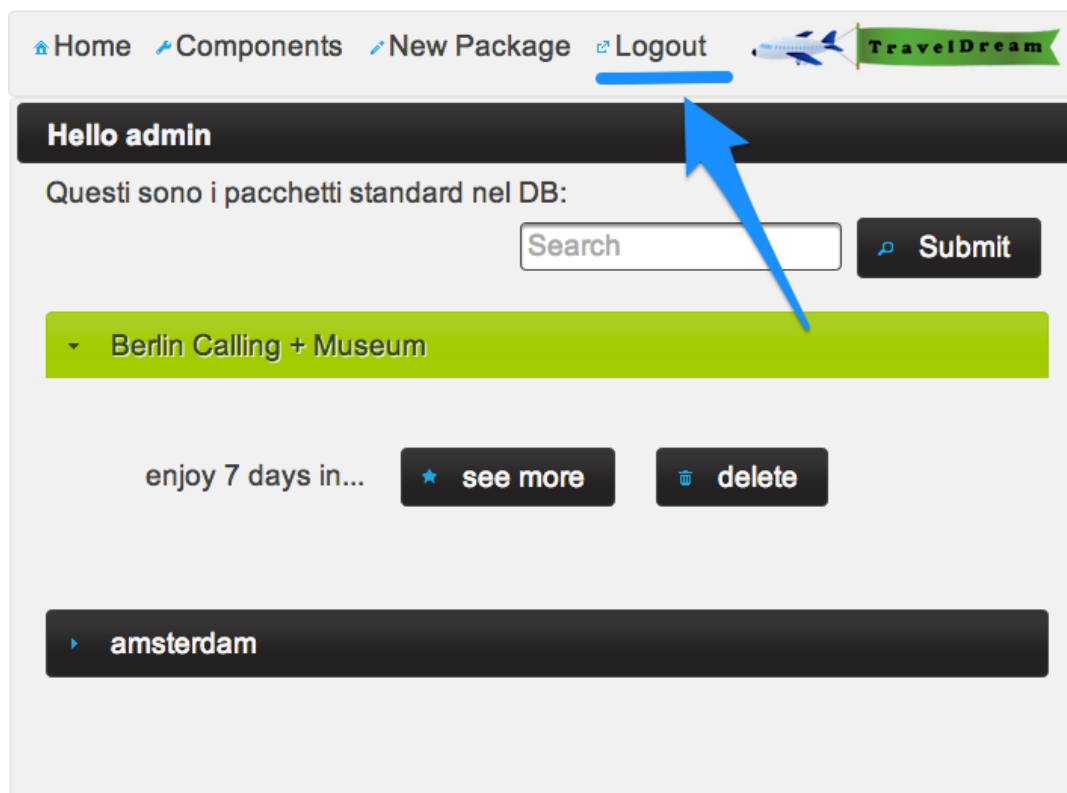 Home Components New Package Logout TravelDream
Hello admin
Questi sono i pacchetti standard nel DB:
Search Submit
Berlin Calling + Museum
enjoy 7 days in... see more delete
amsterdam